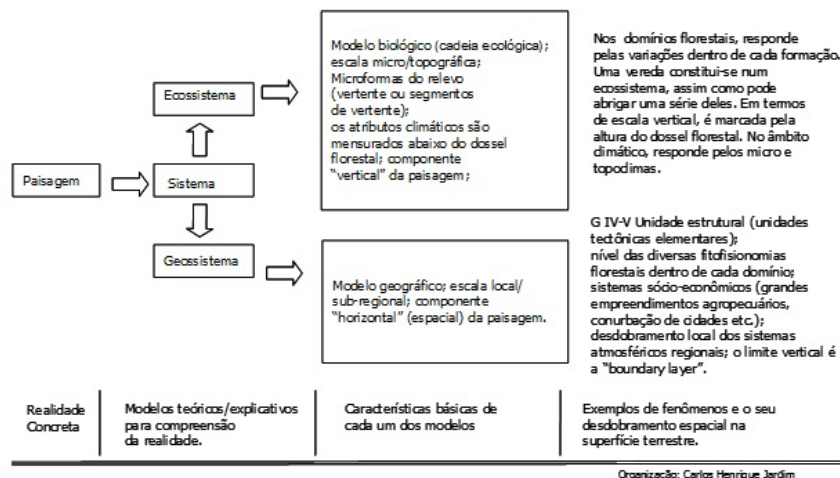 Paisagem
Sistema
Ecossistema
Geossistema
Modelo biológico (cadeia ecológica);
escala micro/topográfica;
Microformas do relevo
(vertente ou segmentos
de vertente);
os atributos climáticos são
mensurados abaixo do dossel
florestal; componente
"vertical" da paisagem;
Nos domínios florestais, responde
pelas variações dentro de cada formação.
Uma vereda constitui-se num
ecossistema, assim como pode
abrigar uma série deles. Em termos
de escala vertical, é marcada pela
altura do dossel florestal. No âmbito
climático, responde pelos micro e
topoclimas.
Modelo geográfico; escala local/
sub-regional; componente
"horizontal" (espacial) da paisagem.
G IV-V Unidade estrutural (unidades
tectônicas elementares);
nível das diversas fitofisionomias
florestais dentro de cada domínio;
sistemas sócio-econômicos (grandes
empreendimentos agropecuários,
conurbação de cidades etc.);
desdobramento local dos sistemas
atmosféricos regionais; o limite vertical é
a "boundary layer".
Realidade
Concreta
Modelos teóricos/explicativos
para compreensão
da realidade.
Características básicas de
cada um dos modelos
Exemplos de fenômenos e o seu
desdobramento espacial na
superfície terrestre.
Organização: Carlos Henrique Jardim